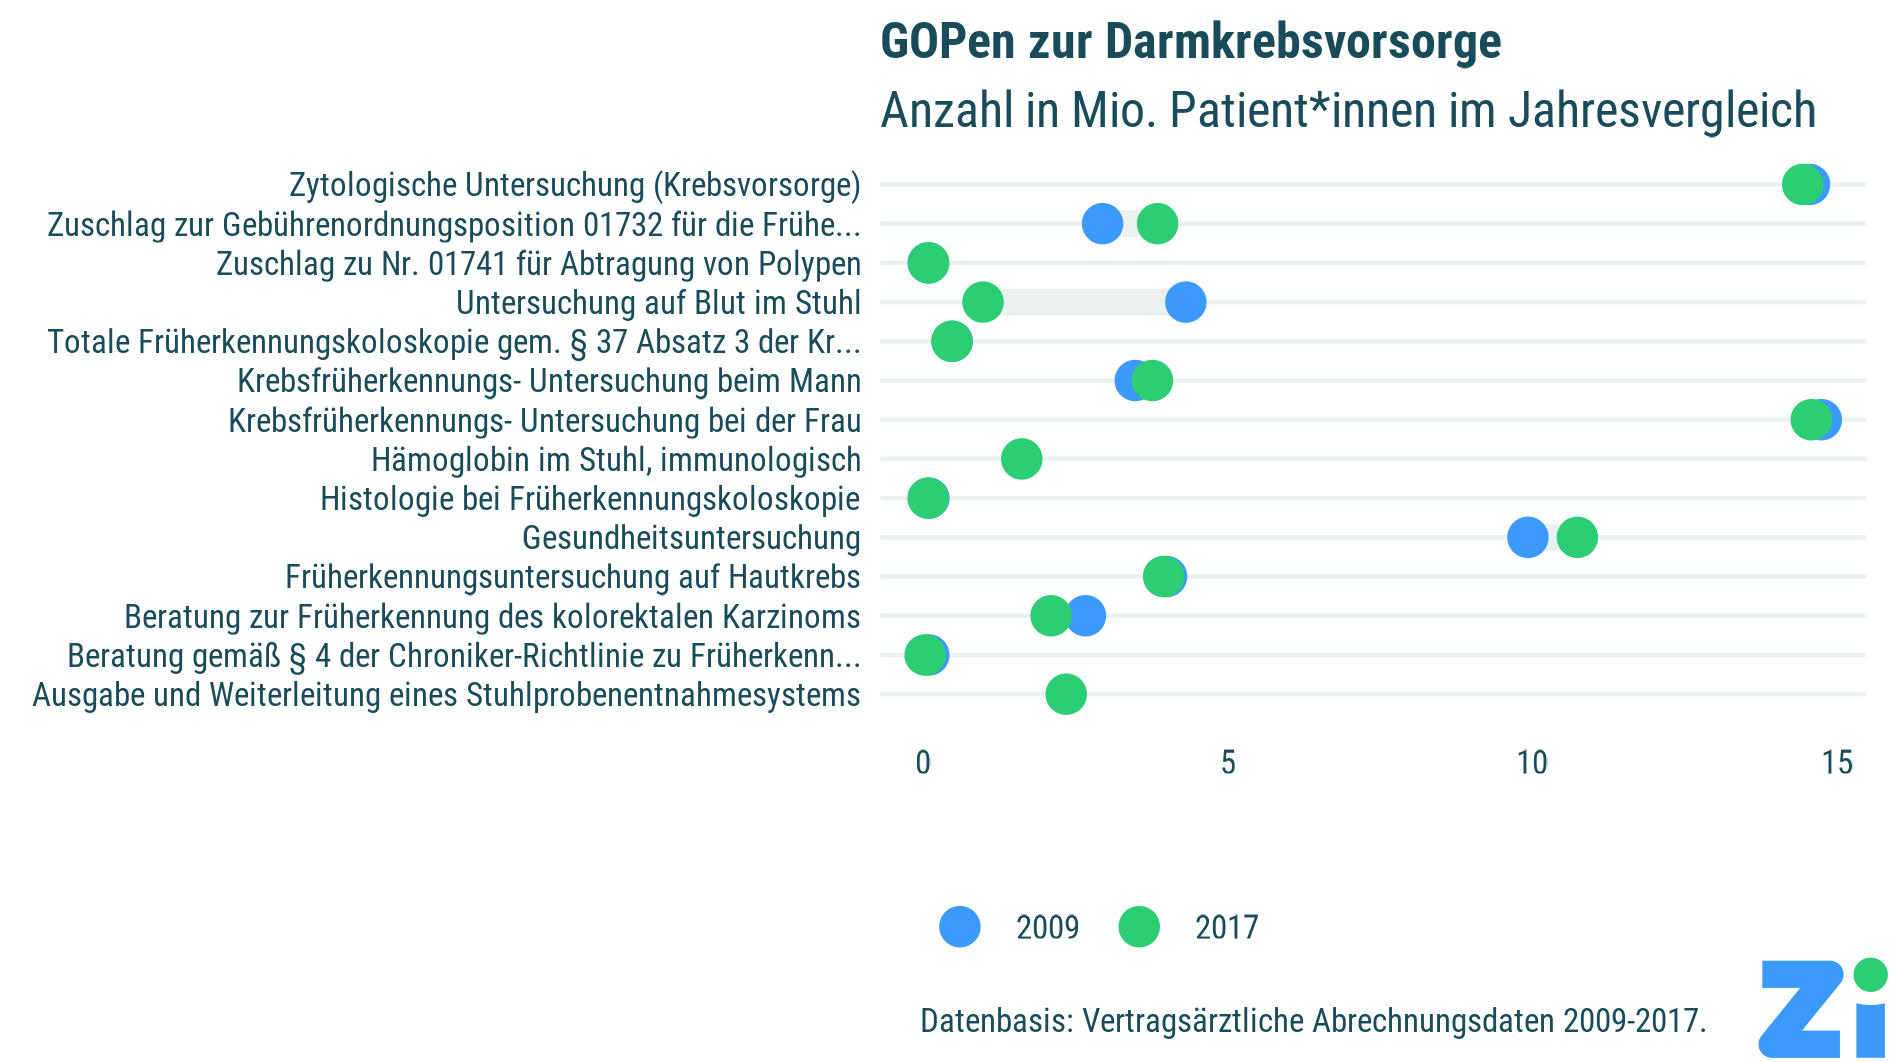 GOPen zur Darmkrebsvorsorge
Anzahl in Mio. Patient*innen im Jahresvergleich
Zytologische Untersuchung (Krebsvorsorge)
Zuschlag zur Gebührenordnungsposition 01732 für die Frühe...
Zuschlag zu Nr. 01741 für Abtragung von Polypen
Untersuchung auf Blut im Stuhl
Totale Früherkennungskoloskopie gem. § 37 Absatz 3 der Kr...
Krebsfrüherkennungs- Untersuchung beim Mann
Krebsfrüherkennungs- Untersuchung bei der Frau
Hämoglobin im Stuhl, immunologisch
Histologie bei Früherkennungskoloskopie
Gesundheitsuntersuchung
Früherkennungsuntersuchung auf Hautkrebs
Beratung zur Früherkennung des kolorektalen Karzinoms
Beratung gemäß § 4 der Chroniker-Richtlinie zu Früherkenn...
Ausgabe und Weiterleitung eines Stuhlprobenentnahmesystems
0 5 10 15
2009 2017
Datenbasis: Vertragsärztliche Abrechnungsdaten 2009-2017.
Zi